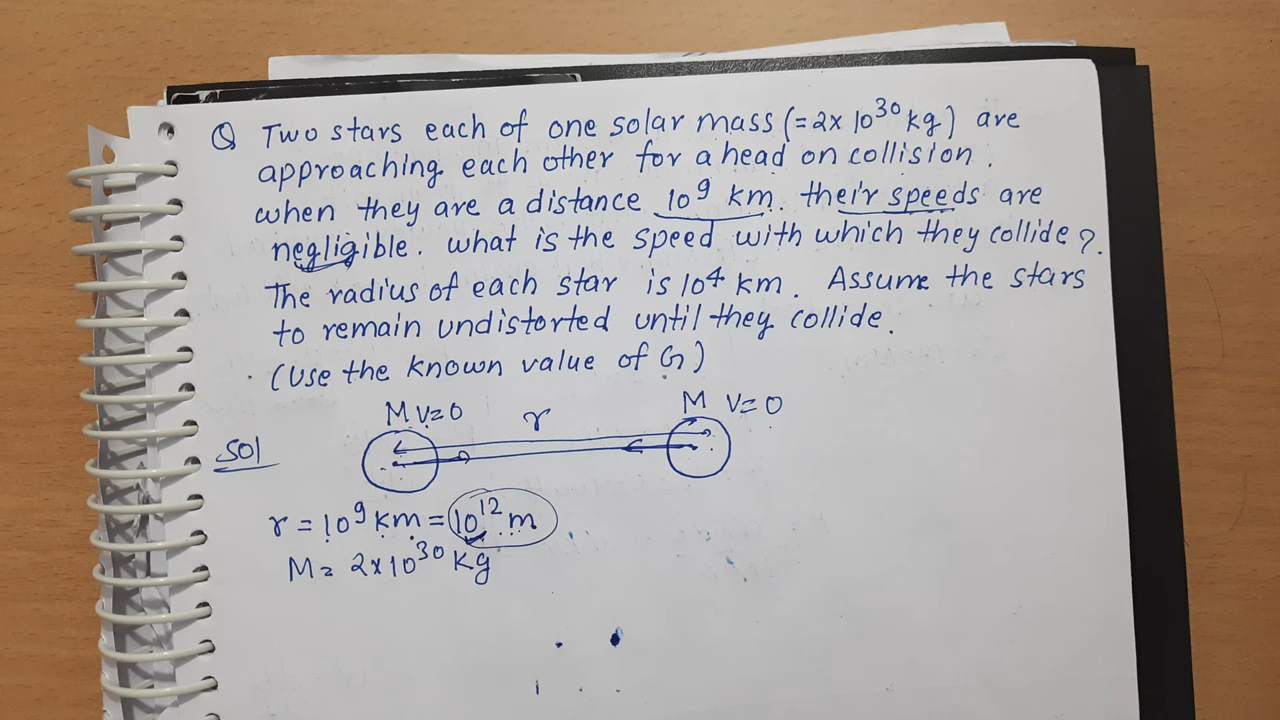 Q Two stars each of one solar mass (=2x 10^30 kg) are
approaching each other for a head on collision.
when they are a distance 10^9 km. their speeds are
negligible. what is the speed with which they collide?.
The radius of each star is 10^4 km. Assume the stars
to remain undistorted until they collide.
(Use the known value of G)
M V=0 r M V=0
Sol
r = 10^9 km = 10^12 m
M= 2x10^30 kg